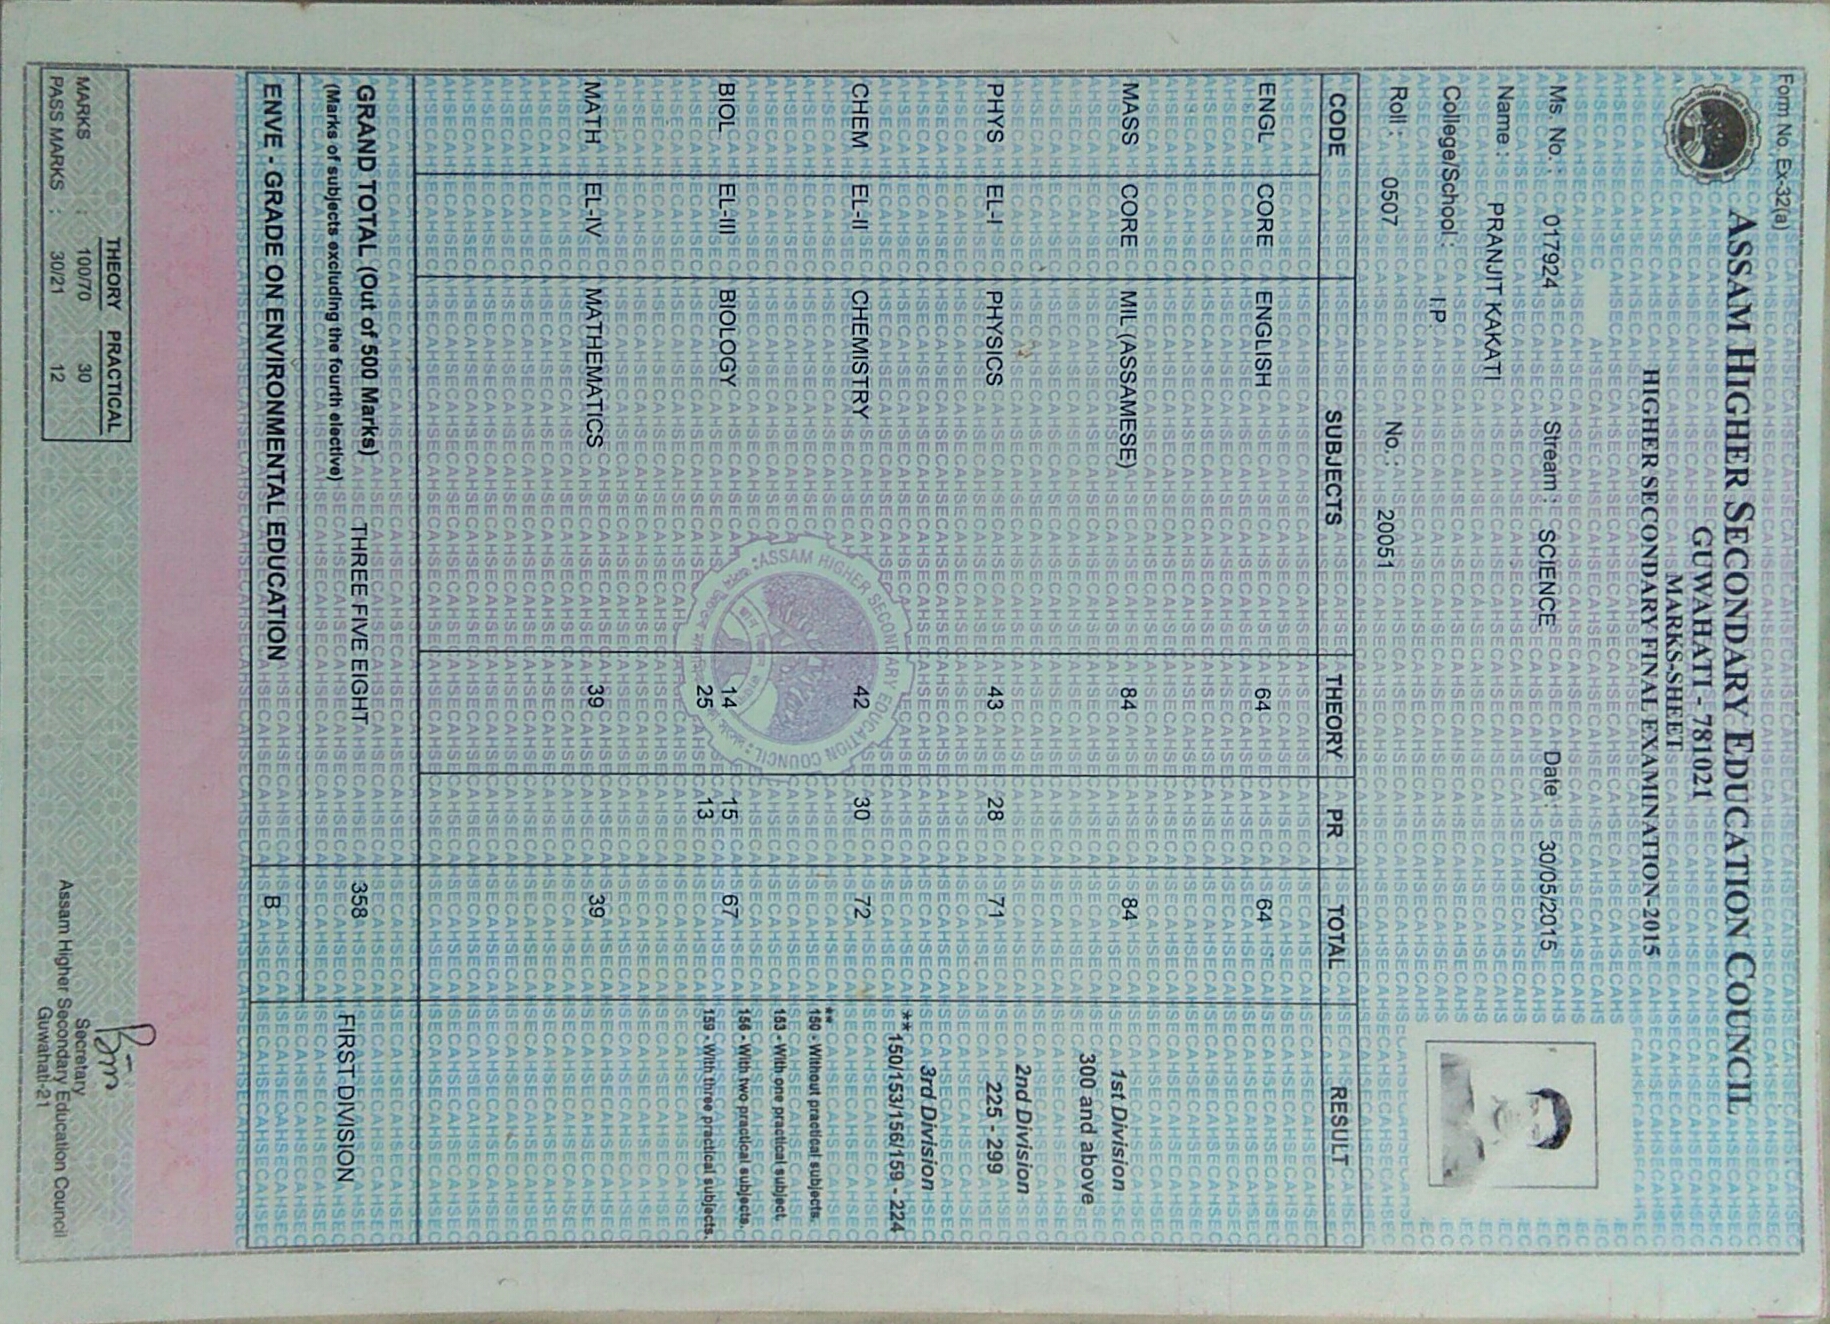 Form No. Ex-32(a)
ASSAM HIGHER SECONDARY EDUCATION COUNCIL
GUWAHATI - 781021
MARKS-SHEET
HIGHER SECONDARY FINAL EXAMINATION-2015
Ms. No.: 017924 Stream : SCIENCE Date : 30/05/2015
Name : PRANJIT KAKATI
College/School : I P
Roll : 0507 No. : 20051
CODE SUBJECTS THEORY PR TOTAL RESULT
ENGL CORE ENGLISH 64 64
MASS CORE MIL (ASSAMESE) 84 84
1st Division
300 and above
PHYS EL-I PHYSICS 43 28 71
2nd Division
225 - 299
CHEM EL-II CHEMISTRY 42 30 72
3rd Division
**150/153/156/159 - 224
BIOL EL-III BIOLOGY 14 15 67
25 13
**
150 - Without practical subjects.
153 - With one practical subject.
156 - With two practical subjects.
159 - With three practical subjects.
MATH EL-IV MATHEMATICS 39 39
GRAND TOTAL (Out of 500 Marks) THREE FIVE EIGHT 358 FIRST DIVISION
(Marks of subjects excluding the fourth elective)
ENVE - GRADE ON ENVIRONMENTAL EDUCATION B
THEORY PRACTICAL
MARKS : 100/70 30
PASS MARKS : 30/21 12
Secretary
Assam Higher Secondary Education Council
Guwahati-21